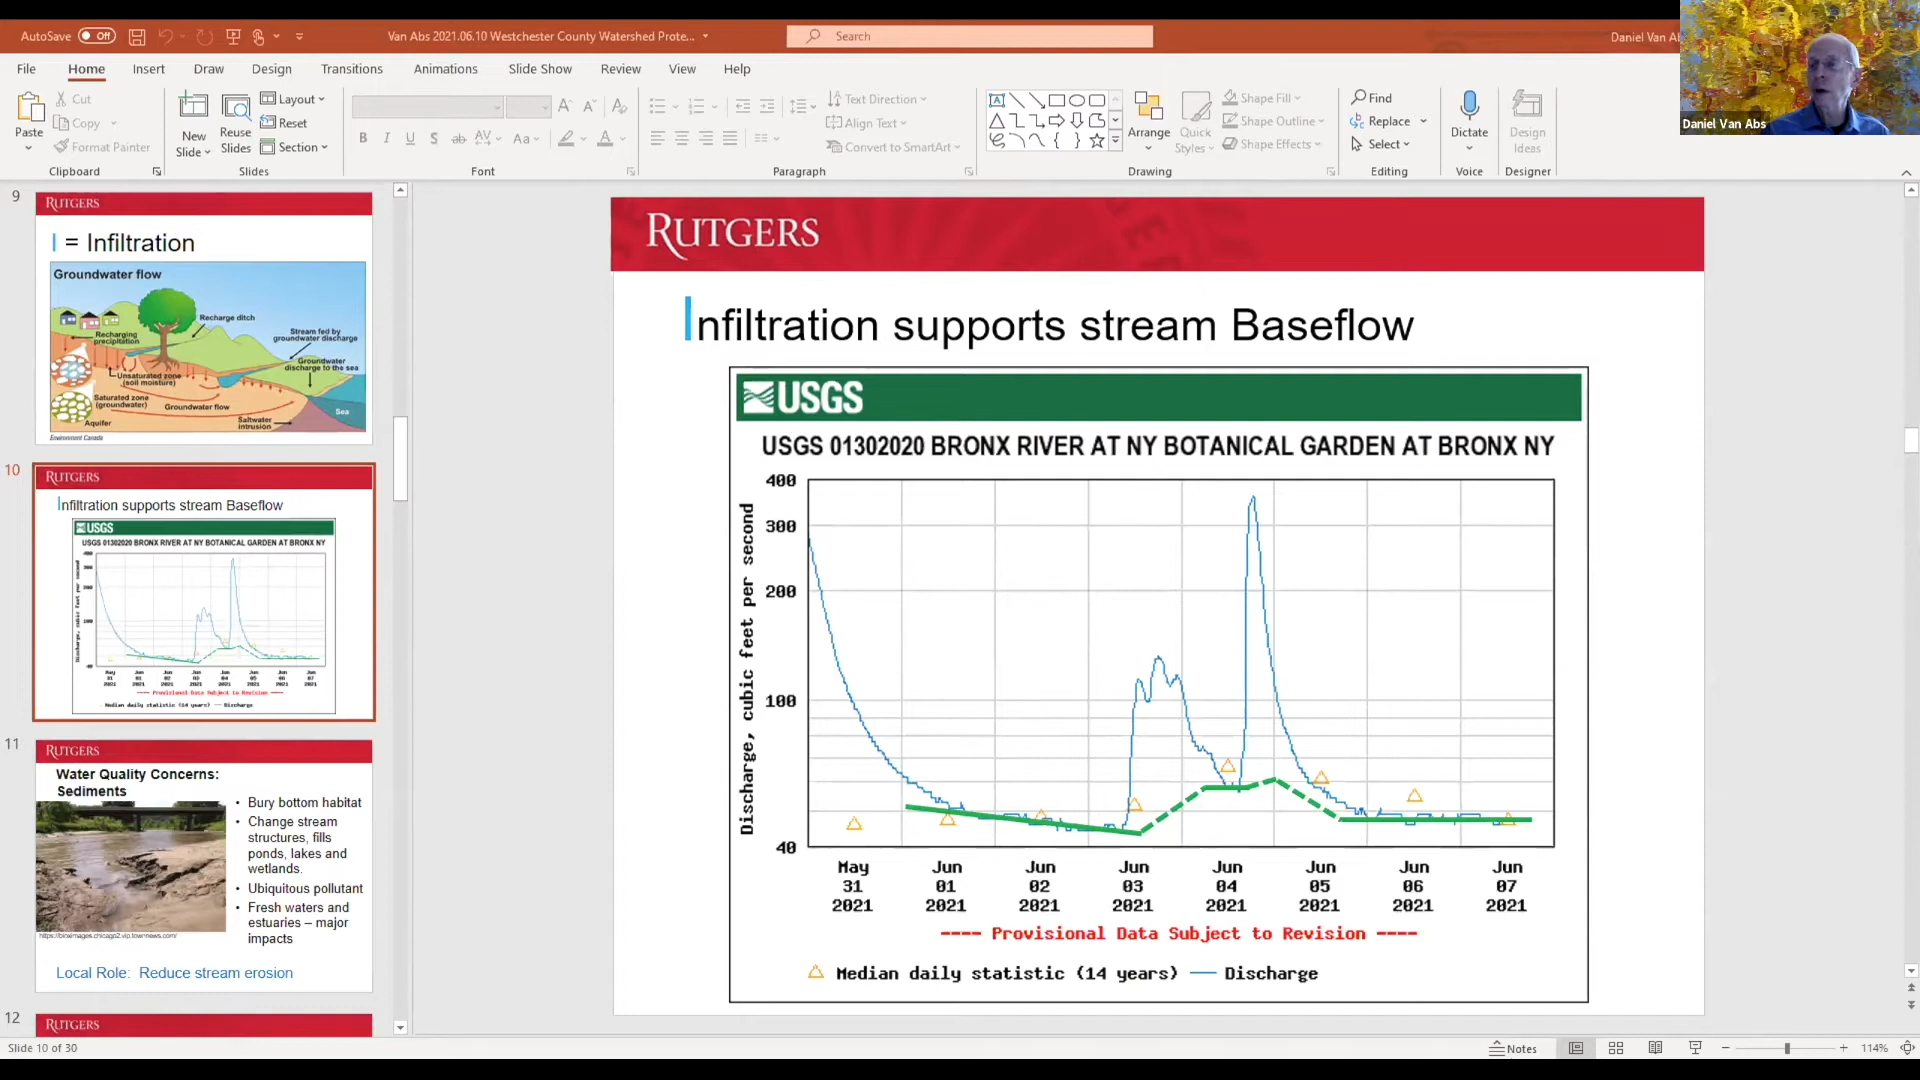 AutoSave Off Van Abs 2021.06.10 Westchester County Watershed Prote... Search Daniel Van Ab
File Home Insert Draw Design Transitions Animations Slide Show Review View Help
Paste Cut Copy Format Painter
Clipboard
New Slide Reuse Slides Layout Reset Section
Slides
B I U S ab AV Aa A
Font
Text Direction
Align Text
Convert to SmartArt
Paragraph
Arrange Quick Styles Shape Fill Shape Outline Shape Effects
Drawing
Find
Replace
Select
Editing
Dictate
Voice
Design Ideas
Designer
Daniel Van Abs
9
RUTGERS
I = Infiltration
Groundwater flow
Recharge ditch
Recharging precipitation
Stream fed by groundwater discharge
Groundwater discharge to the sea
Unsaturated zone (soil moisture)
Saturated zone (groundwater)
Groundwater flow
Sea
Aquifer
Saltwater intrusion
Environment Canada
10
RUTGERS
Infiltration supports stream Baseflow
USGS
USGS 01302020 BRONX RIVER AT NY BOTANICAL GARDEN AT BRONX NY
---- Provisional Data Subject to Revision ----
Median daily statistic (14 years) — Discharge
11
RUTGERS
Water Quality Concerns:
Sediments
• Bury bottom habitat
• Change stream
structures, fills
ponds, lakes and
wetlands.
• Ubiquitous pollutant
• Fresh waters and
estuaries – major
impacts
Local Role: Reduce stream erosion
12
RUTGERS
RUTGERS
Infiltration supports stream Baseflow
USGS
USGS 01302020 BRONX RIVER AT NY BOTANICAL GARDEN AT BRONX NY
Discharge, cubic feet per second
400
300
200
100
40
May Jun Jun Jun Jun Jun Jun Jun
31 01 02 03 04 05 06 07
2021 2021 2021 2021 2021 2021 2021 2021
---- Provisional Data Subject to Revision ----
△ Median daily statistic (14 years) — Discharge
Slide 10 of 30 Notes 114%